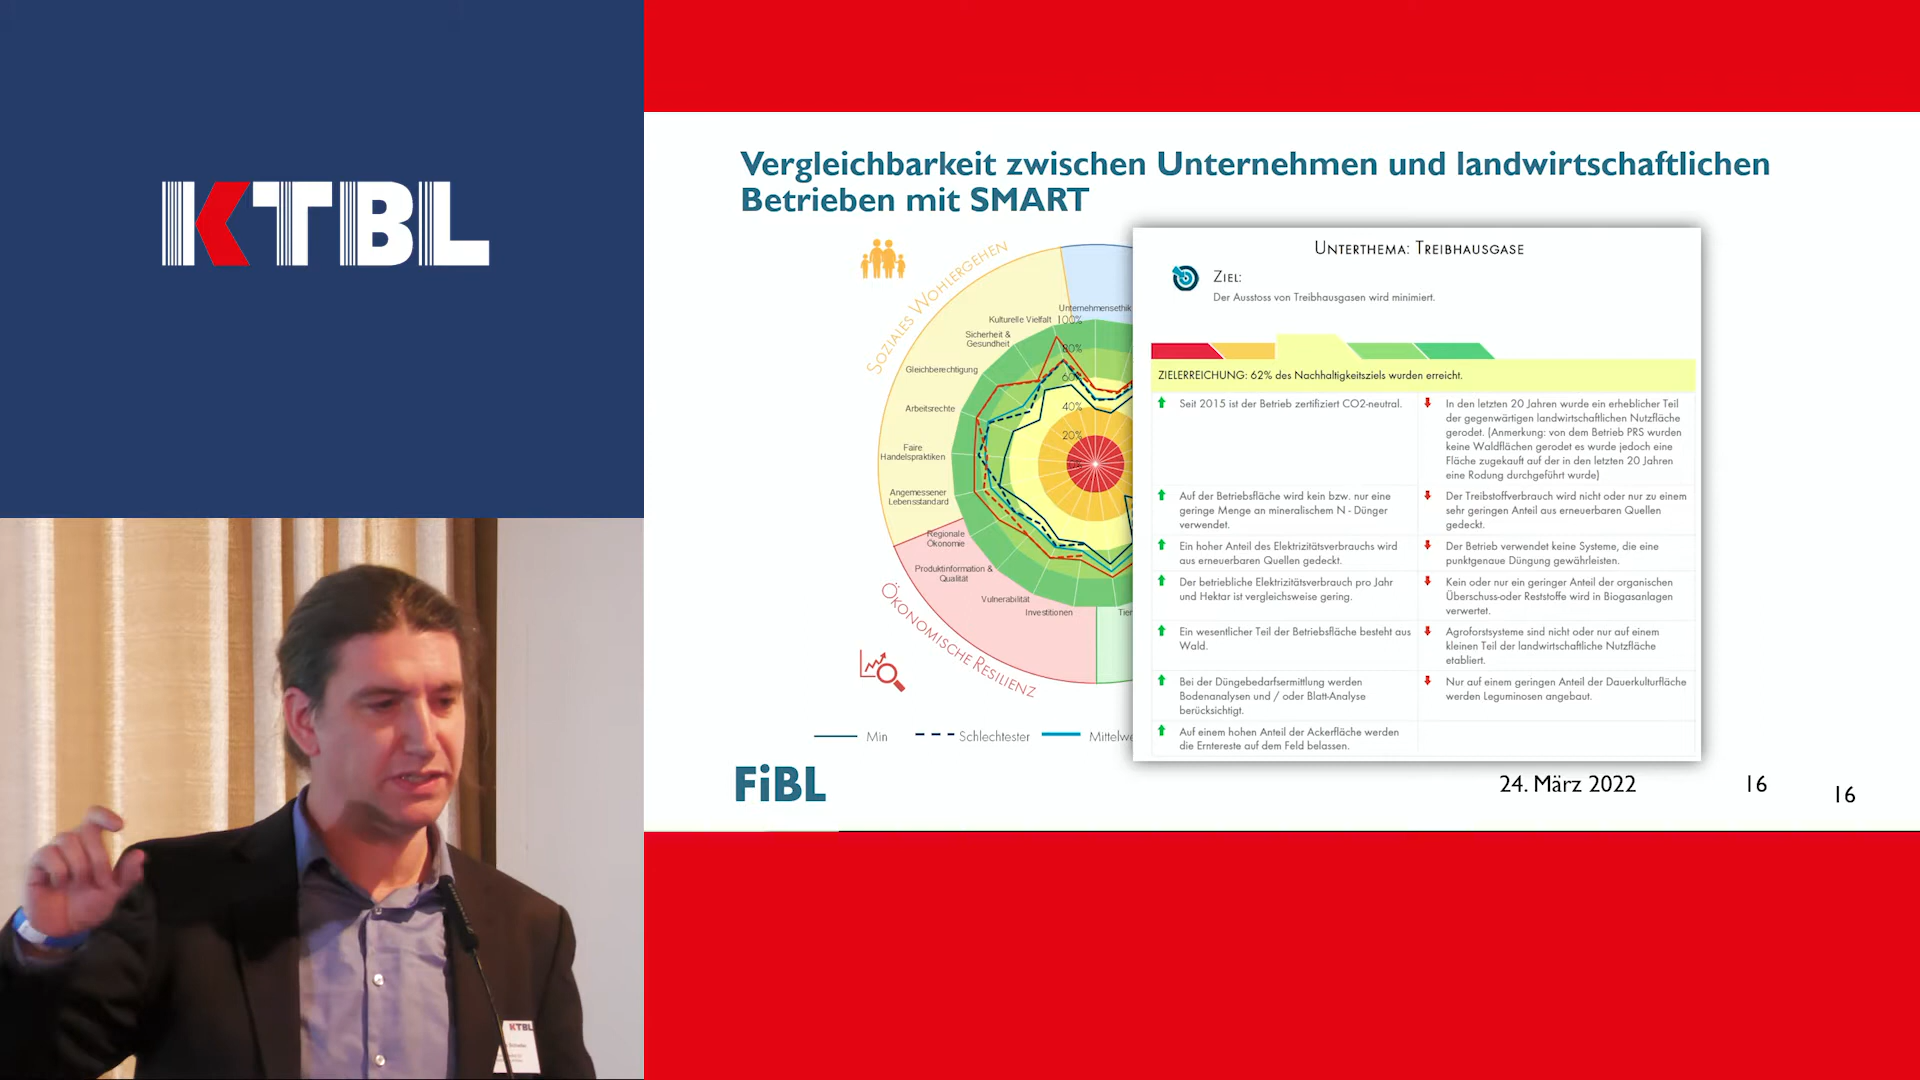 KTBL
Vergleichbarkeit zwischen Unternehmen und landwirtschaftlichen
Betrieben mit SMART
SOZIALES WOHLERGEHEN
Unternehmensethik
Kulturelle Vielfalt
Sicherheit &
Gesundheit
Gleichberechtigung
Arbeitsrechte
Faire
Handelspraktiken
Angemessener
Lebensstandard
Regionale
Ökonomie
Produktinformation &
Qualität
Vulnerabilität
Investitionen
Tier
100%
80%
60
40%
20%
ÖKONOMISCHE RESILIENZ
Min
Schlechtester
Mittelwe
UNTERTHEMA: TREIBHAUSGASE
ZIEL:
Der Ausstoss von Treibhausgasen wird minimiert.
ZIELERREICHUNG: 62% des Nachhaltigkeitsziels wurden erreicht.
Seit 2015 ist der Betrieb zertifiziert CO2-neutral.
In den letzten 20 Jahren wurde ein erheblicher Teil
der gegenwärtigen landwirtschaftlichen Nutzfläche
gerodet. (Anmerkung: von dem Betrieb PRS wurden
keine Waldflächen gerodet es wurde jedoch eine
Fläche zugekauft auf der in den letzten 20 Jahren
eine Rodung durchgeführt wurde)
Auf der Betriebsfläche wird kein bzw. nur eine
geringe Menge an mineralischem N - Dünger
verwendet.
Der Treibstoffverbrauch wird nicht oder nur zu einem
sehr geringen Anteil aus erneuerbaren Quellen
gedeckt.
Ein hoher Anteil des Elektrizitätsverbrauchs wird
aus erneuerbaren Quellen gedeckt.
Der Betrieb verwendet keine Systeme, die eine
punktgenaue Düngung gewährleisten.
Der betriebliche Elektrizitätsverbrauch pro Jahr
und Hektar ist vergleichsweise gering.
Kein oder nur ein geringer Anteil der organischen
Überschuss-oder Reststoffe wird in Biogasanlagen
verwertet.
Ein wesentlicher Teil der Betriebsfläche besteht aus
Wald.
Agroforstsysteme sind nicht oder nur auf einem
kleinen Teil der landwirtschaftliche Nutzfläche
etabliert.
Bei der Düngebedarfsermittlung werden
Bodenanalysen und / oder Blatt-Analyse
berücksichtigt.
Nur auf einem geringen Anteil der Dauerkulturfläche
werden Leguminosen angebaut.
Auf einem hohen Anteil der Ackerfläche werden
die Erntereste auf dem Feld belassen.
FiBL
24. März 2022
16
16
KTBL